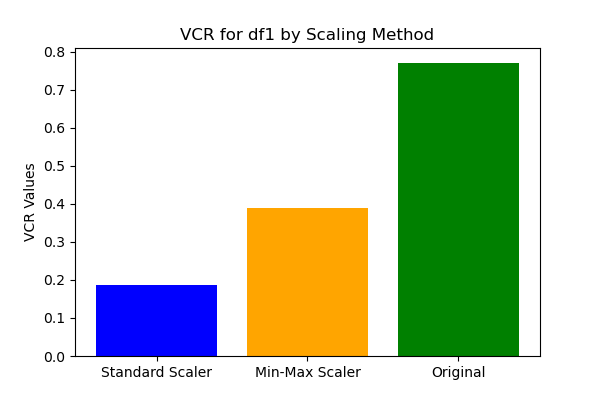 VCR for df1 by Scaling Method
VCR Values
0.8
0.7
0.6
0.5
0.4
0.3
0.2
0.1
0.0
Standard Scaler
Min-Max Scaler
Original